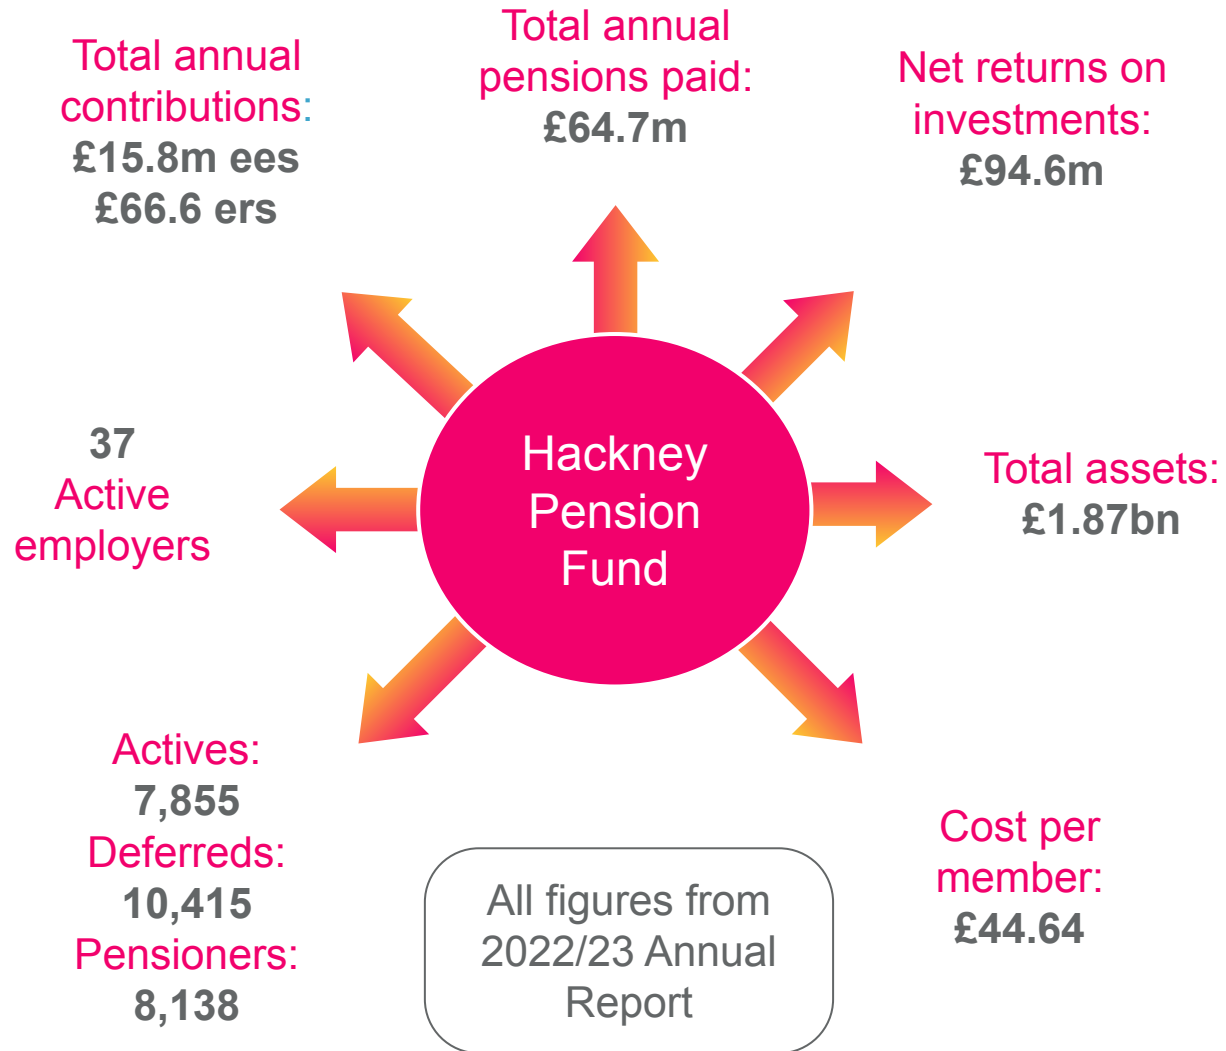 Total annual
contributions:
£15.8m ees
£66.6 ers
Total annual
pensions paid:
£64.7m
Net returns on
investments:
£94.6m
37
Active
employers
Hackney
Pension
Fund
Total assets:
£1.87bn
Actives:
7,855
Deferreds:
10,415
Pensioners:
8,138
All figures from
2022/23 Annual
Report
Cost per
member:
£44.64